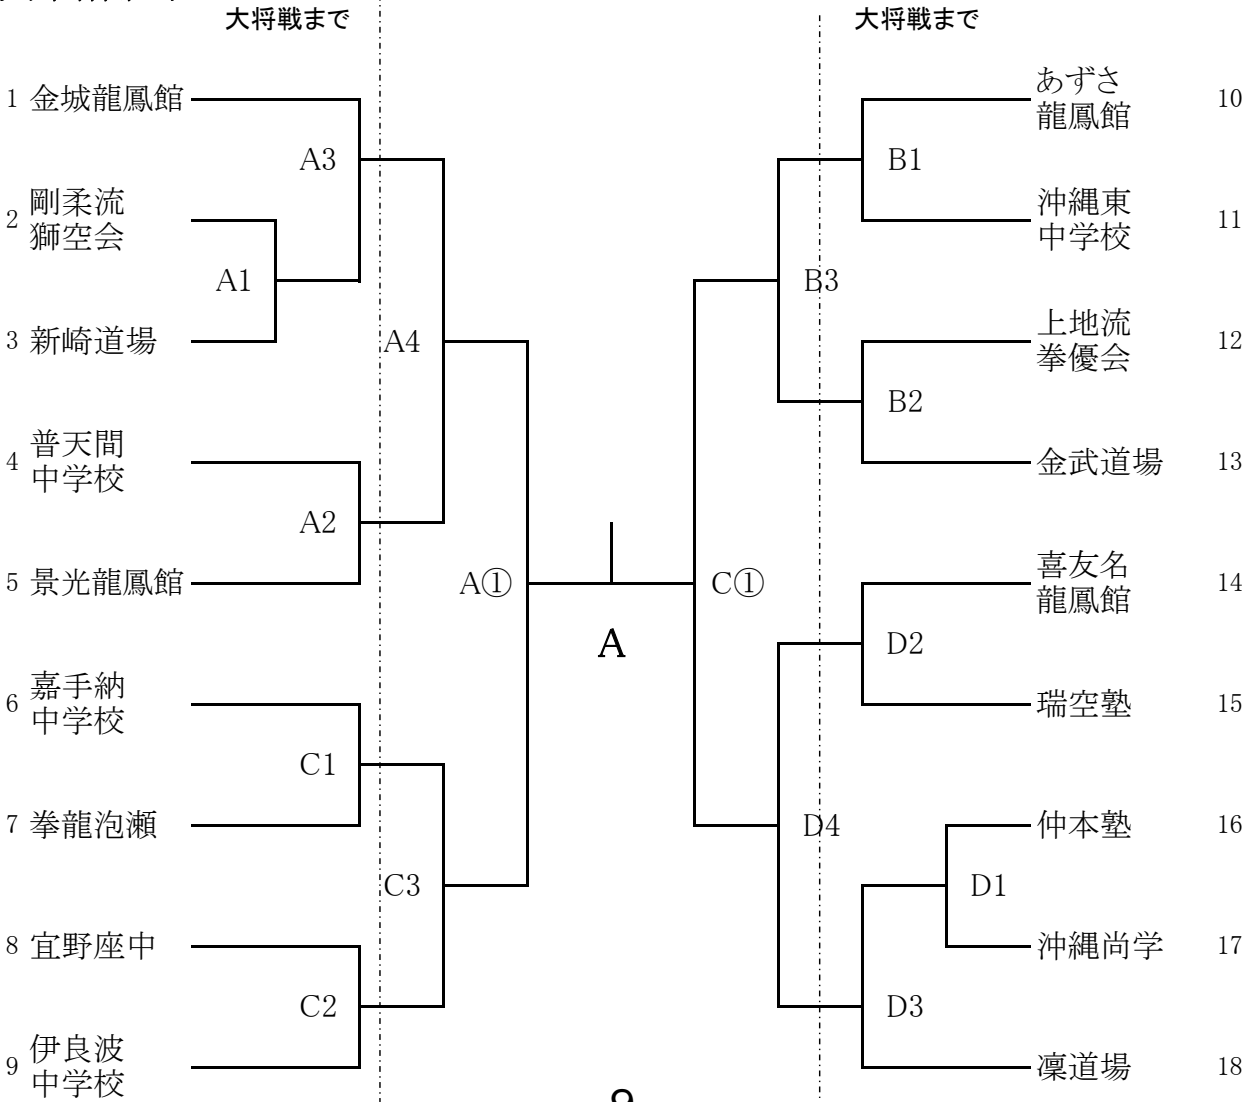 大将戦まで
大将戦まで
1 金城龍鳳館
A3
2 剛柔流
獅空会
A1
3 新崎道場
A4
4 普天間
中学校
A2
5 景光龍鳳館
A①
6 嘉手納
中学校
C1
7 拳龍泡瀬
C3
8 宜野座中
C2
9 伊良波
中学校
A
あずさ
龍鳳館 10
B1
沖縄東
中学校 11
B3
上地流
拳優会 12
B2
金武道場 13
C①
喜友名
龍鳳館 14
D2
瑞空塾 15
D4
仲本塾 16
D1
沖縄尚学 17
D3
凜道場 18